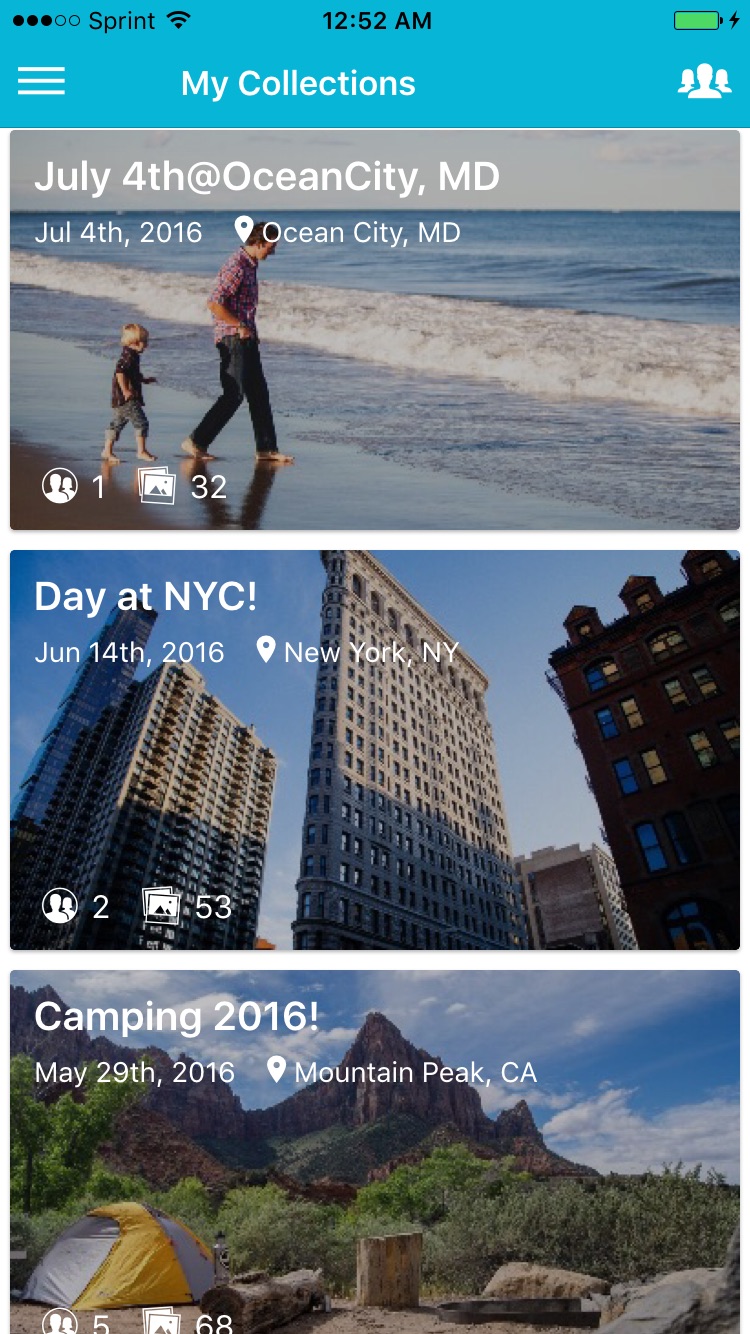 Sprint 12:52 AM
My Collections
July 4th@OceanCity, MD
Jul 4th, 2016 Ocean City, MD
1 32
Day at NYC!
Jun 14th, 2016 New York, NY
2 53
Camping 2016!
May 29th, 2016 Mountain Peak, CA
5 68